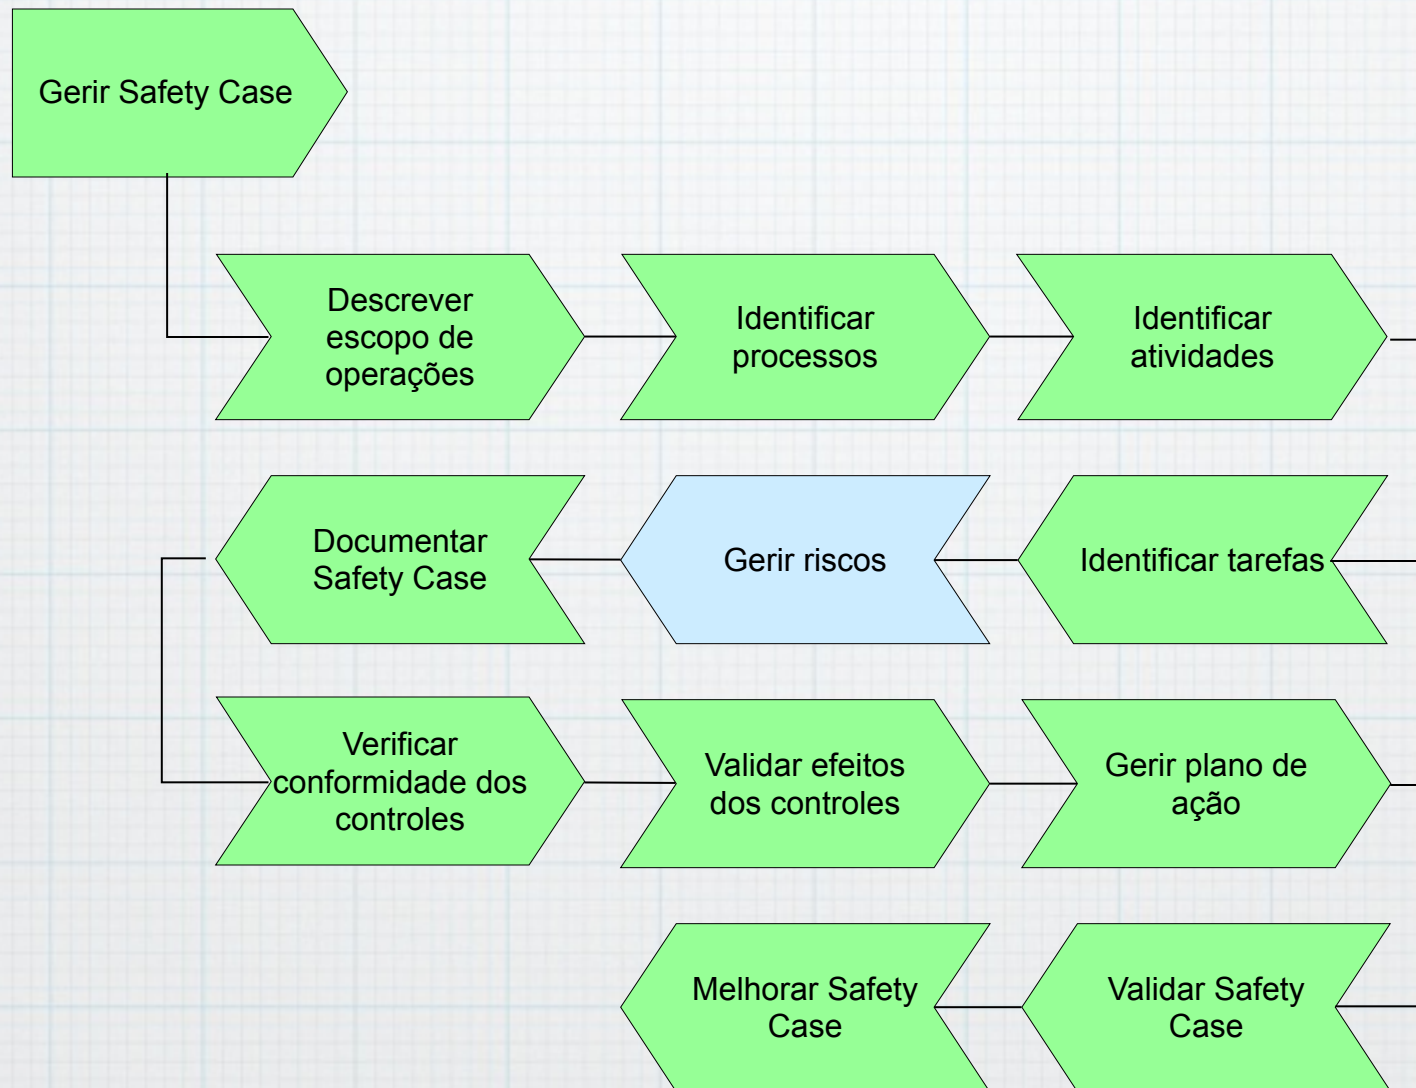 Gerir Safety Case
Descrever
escopo de
operações
Identificar
processos
Identificar
atividades
Documentar
Safety Case
Gerir riscos
Identificar tarefas
Verificar
conformidade dos
controles
Validar efeitos
dos controles
Gerir plano de
ação
Melhorar Safety
Case
Validar Safety
Case